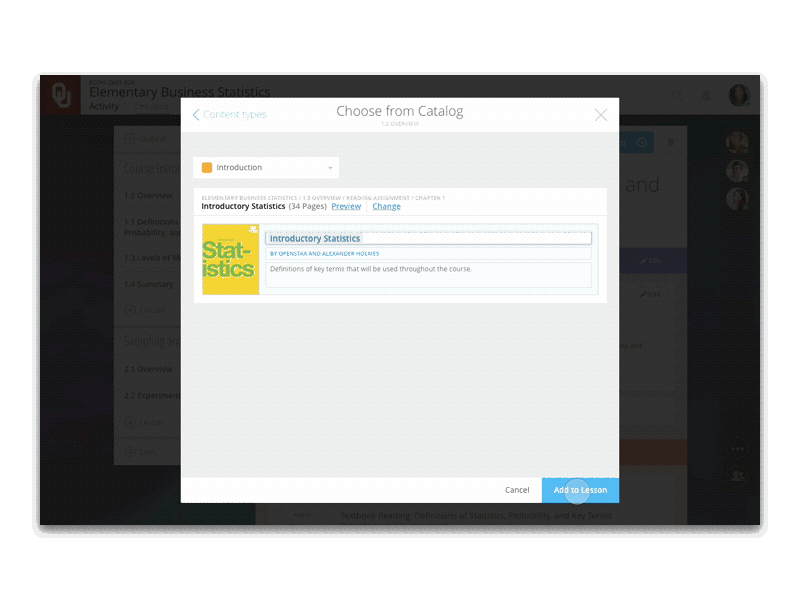 Elementary Business Statistics
Activity
Content types
Choose from Catalog
1.3 OVERVIEW
Introduction
ELEMENTARY BUSINESS STATISTICS / 1.3 OVERVIEW / READING ASSIGNMENT / CHAPTER 1
Introductory Statistics (34 Pages) Preview Change
Stat-
istics
Introductory Statistics
BY OPENSTAX AND ALEXANDER HOLMES
Definitions of key terms that will be used throughout the course.
Cancel
Add to Lesson
Course Introd
1.0 Overview
1.1 Definitions
Probability, and
1.3 Levels of M
1.4 Summary
Sampling and
2.1 Overview
2.2 Experiment
and
Edit
Edit
Textbook Reading: Definitions of Statistics, Probability, and Key Terms